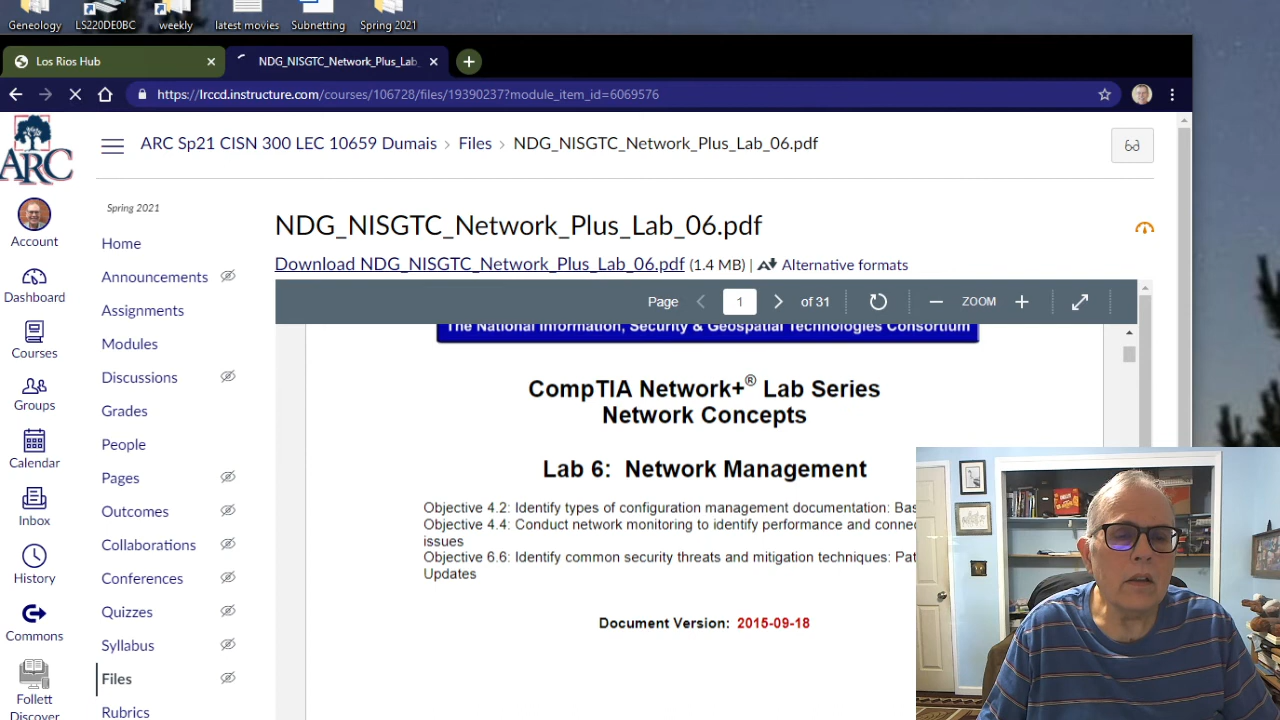 Geneology
LS220DE0BC
weekly
latest movies
Subnetting
Spring 2021
Los Rios Hub
NDG_NISGTC_Network_Plus_Lab_
https://lrccd.instructure.com/courses/106728/files/19390237?module_item_id=6069576
ARC
ARC Sp21 CISN 300 LEC 10659 Dumais › Files › NDG_NISGTC_Network_Plus_Lab_06.pdf
Spring 2021
Account
Dashboard
Courses
Groups
Calendar
Inbox
History
Commons
Follett
Discover
Home
Announcements
Assignments
Modules
Discussions
Grades
People
Pages
Outcomes
Collaborations
Conferences
Quizzes
Syllabus
Files
Rubrics
NDG_NISGTC_Network_Plus_Lab_06.pdf
Download NDG_NISGTC_Network_Plus_Lab_06.pdf (1.4 MB) | Alternative formats
Page 1 of 31 ZOOM
The National Information, Security & Geospatial Technologies Consortium
CompTIA Network+® Lab Series
Network Concepts
Lab 6: Network Management
Objective 4.2: Identify types of configuration management documentation: Bas
Objective 4.4: Conduct network monitoring to identify performance and conne
issues
Objective 6.6: Identify common security threats and mitigation techniques: Pat
Updates
Document Version: 2015-09-18